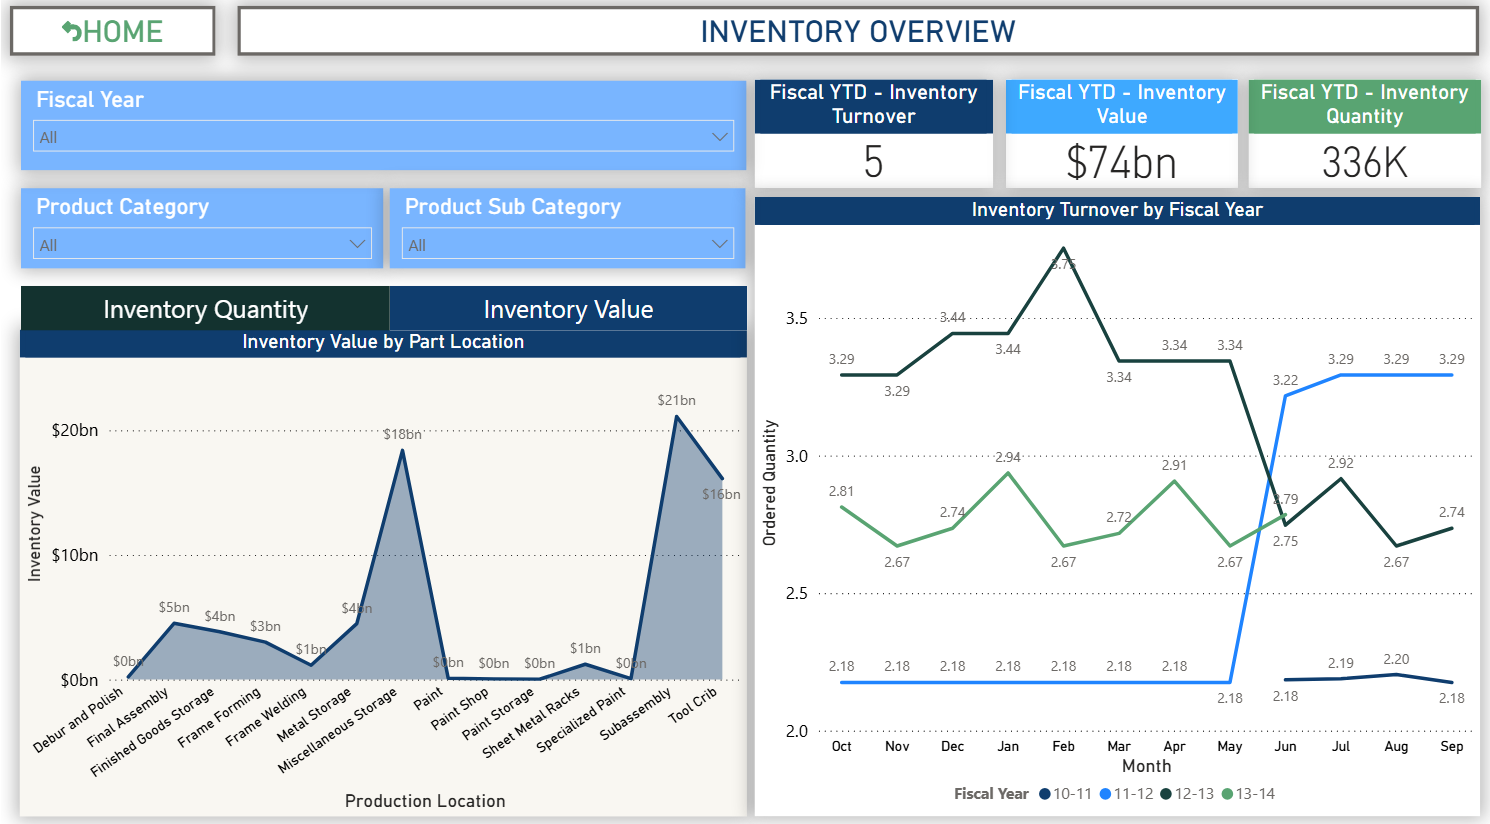 HOME
INVENTORY OVERVIEW
Fiscal Year
All
Product Category
All
Product Sub Category
All
Fiscal YTD - Inventory
Turnover
5
Fiscal YTD - Inventory
Value
$74bn
Fiscal YTD - Inventory
Quantity
336K
Inventory Quantity
Inventory Value
Inventory Value by Part Location
Inventory Value
$20bn
$10bn
$0bn
$0bn
$5bn
$4bn
$3bn
$1bn
$4bn
$18bn
$0bn
$0bn
$0bn
$1bn
$0bn
$21bn
$16bn
Debur and Polish
Final Assembly
Finished Goods Storage
Frame Forming
Frame Welding
Metal Storage
Miscellaneous Storage
Paint
Paint Shop
Paint Storage
Sheet Metal Racks
Specialized Paint
Subassembly
Tool Crib
Production Location
Inventory Turnover by Fiscal Year
Ordered Quantity
3.5
3.0
2.5
2.0
3.29
3.29
3.44
3.44
3.75
3.34
3.34
3.34
3.22
3.29
3.29
3.29
2.81
2.67
2.74
2.94
2.67
2.72
2.91
2.67
2.79
2.75
2.92
2.67
2.74
2.18
2.18
2.18
2.18
2.18
2.18
2.18
2.18
2.18
2.19
2.20
2.18
Oct Nov Dec Jan Feb Mar Apr May Jun Jul Aug Sep
Month
Fiscal Year 10-11 11-12 12-13 13-14